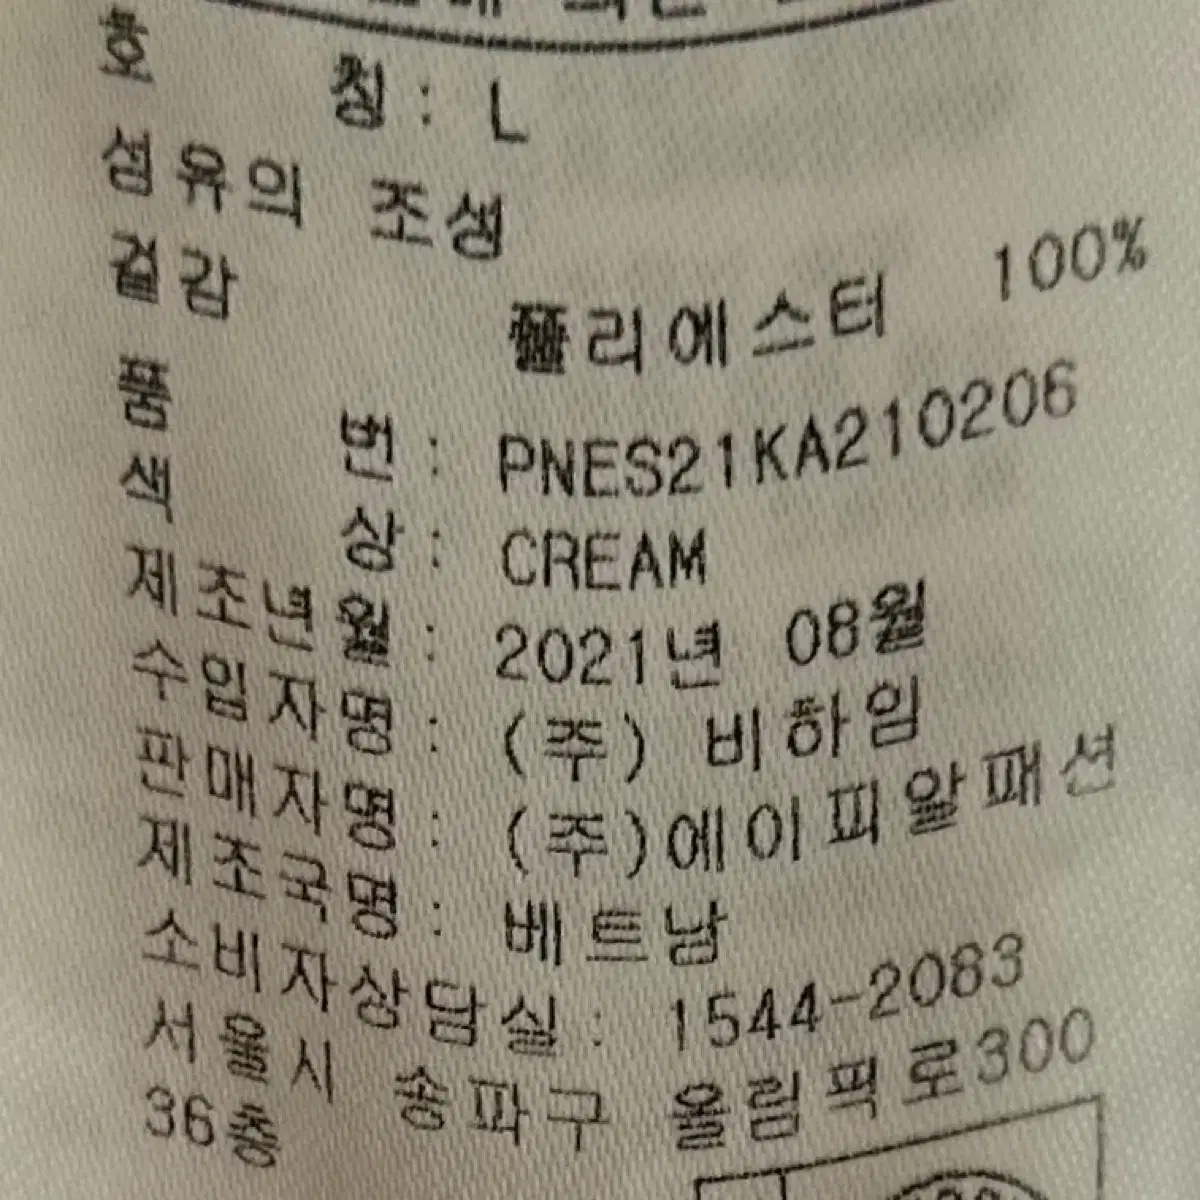 호 칭: L
섬유의 조성
겉감 폴리에스터 100%
품 번: PNES21KA210206
색 상: CREAM
제조년월: 2021년 08월
수입자명: (주) 비하임
판매자명: (주)에이피알패션
제조국명: 베트남
소비자상담실: 1544-2083
서울시 송파구 올림픽로300
36층